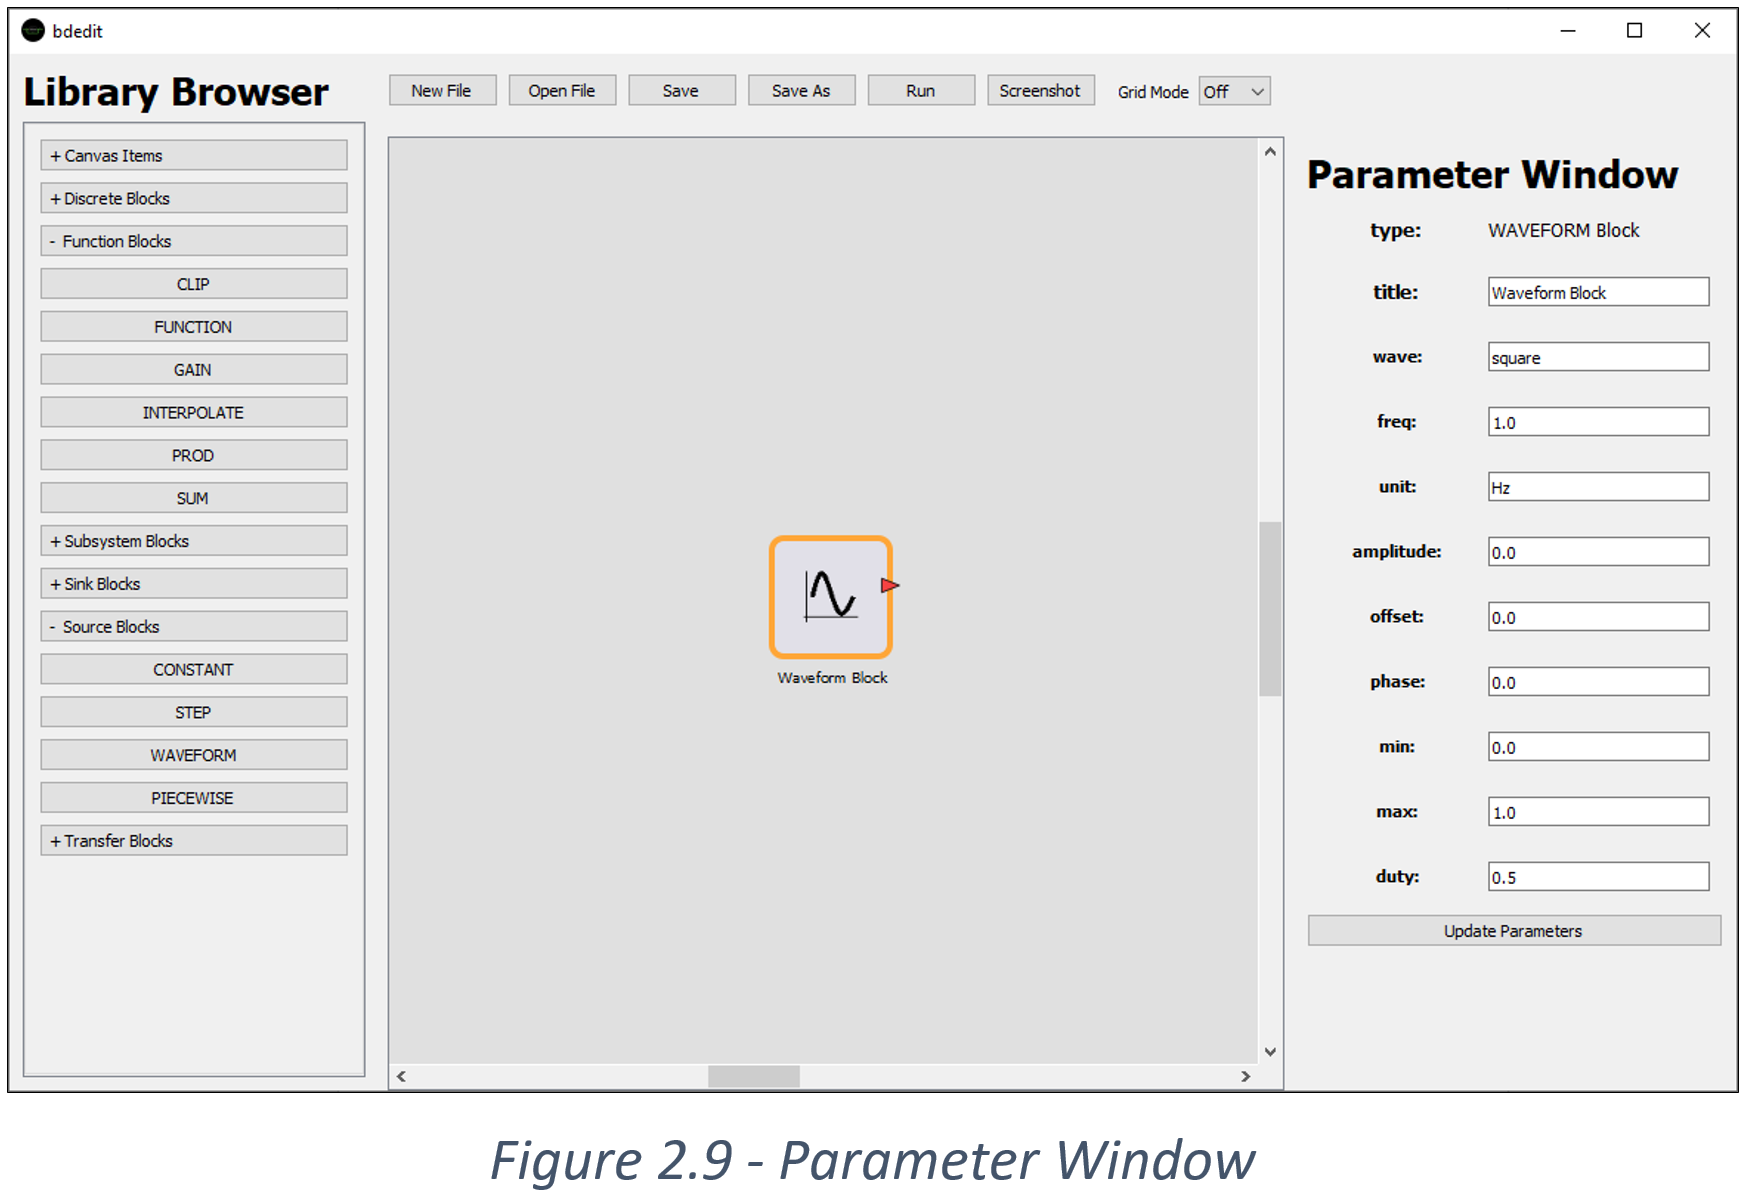 bdedit
Library Browser
New File
Open File
Save
Save As
Run
Screenshot
Grid Mode
Off
+ Canvas Items
+ Discrete Blocks
- Function Blocks
CLIP
FUNCTION
GAIN
INTERPOLATE
PROD
SUM
+ Subsystem Blocks
+ Sink Blocks
- Source Blocks
CONSTANT
STEP
WAVEFORM
PIECEWISE
+ Transfer Blocks
Waveform Block
Parameter Window
type: WAVEFORM Block
title: Waveform Block
wave: square
freq: 1.0
unit: Hz
amplitude: 0.0
offset: 0.0
phase: 0.0
min: 0.0
max: 1.0
duty: 0.5
Update Parameters
Figure 2.9 - Parameter Window